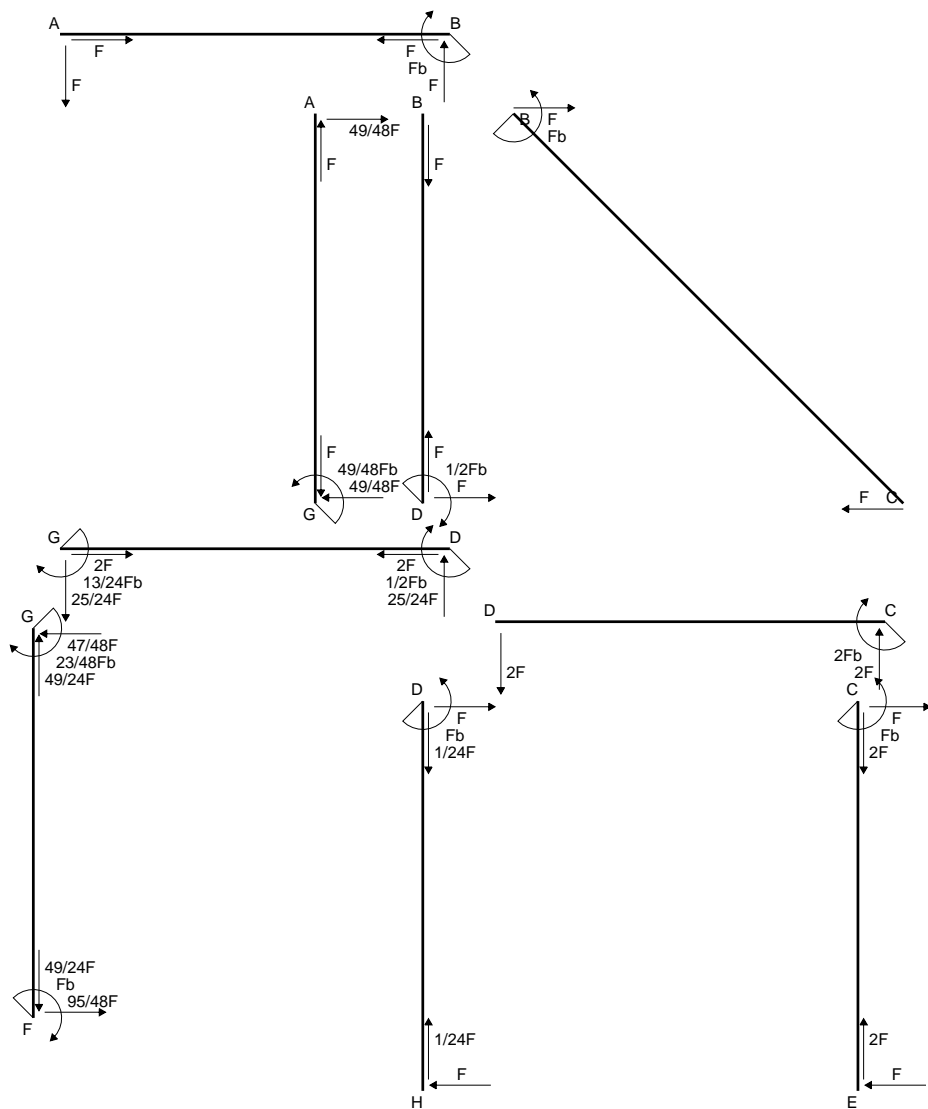 A B
F F
Fb
F F
A B
49/48F
F F
B F
Fb
F F
49/48Fb 1/2Fb
49/48F F
G D
F C
G D
2F 2F
13/24Fb 1/2Fb
25/24F 25/24F
G
47/48F
23/48Fb
49/24F
D C
2Fb
2F 2F
D C
F F
Fb Fb
1/24F 2F
49/24F
Fb
95/48F
F
1/24F 2F
F F
H E